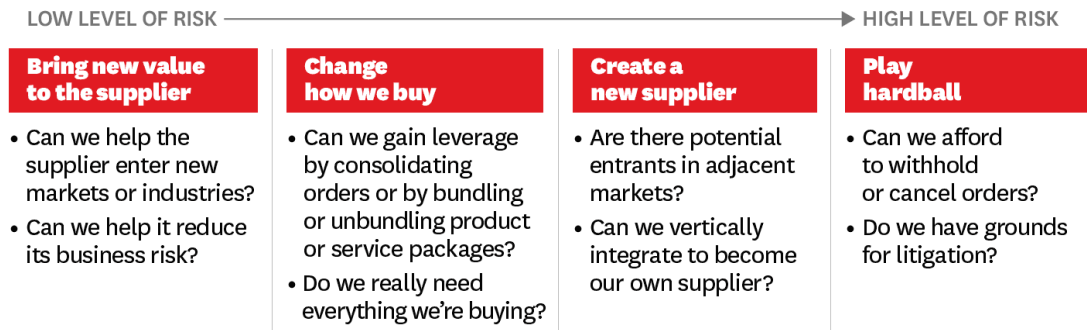 LOW LEVEL OF RISK
HIGH LEVEL OF RISK
Bring new value
to the supplier
• Can we help the
supplier enter new
markets or industries?
• Can we help it reduce
its business risk?
Change
how we buy
• Can we gain leverage
by consolidating
orders or by bundling
or unbundling product
or service packages?
• Do we really need
everything we’re buying?
Create a
new supplier
• Are there potential
entrants in adjacent
markets?
• Can we vertically
integrate to become
our own supplier?
Play
hardball
• Can we afford
to withhold
or cancel orders?
• Do we have grounds
for litigation?